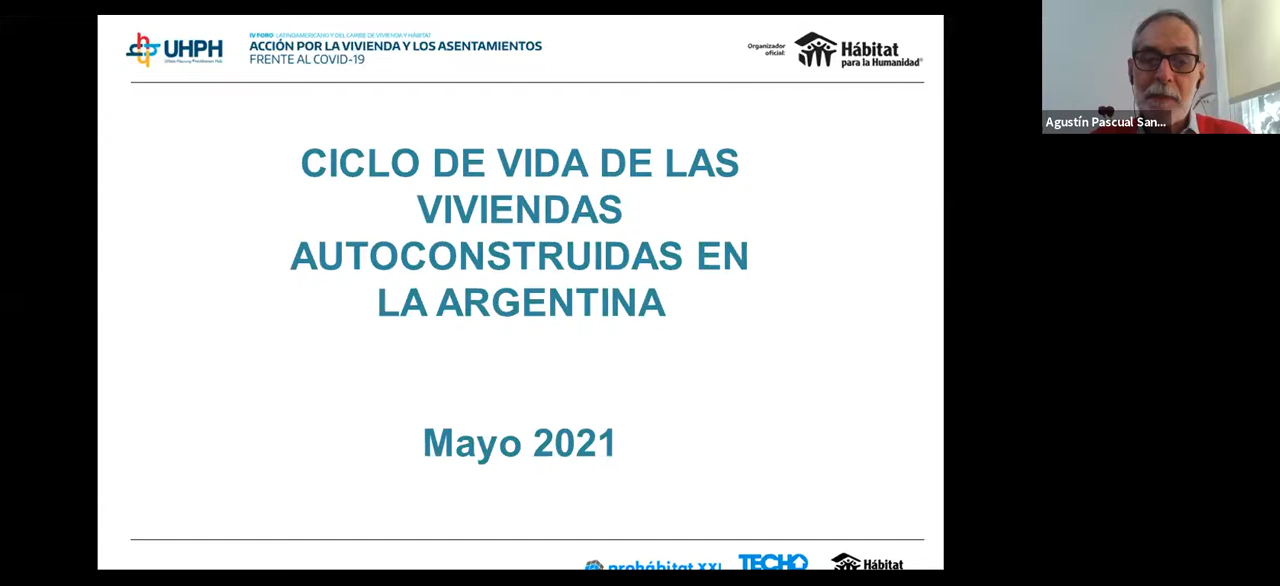 UHPH
IV FORO LATINOAMERICANO Y DEL CARIBE DE VIVIENDA Y HÁBITAT
ACCIÓN POR LA VIVIENDA Y LOS ASENTAMIENTOS
FRENTE AL COVID-19
Organizador
oficial:
Hábitat
para la Humanidad®
Agustín Pascual San...
CICLO DE VIDA DE LAS
VIVIENDAS
AUTOCONSTRUIDAS EN
LA ARGENTINA
Mayo 2021
prohábitat XXI
TECHO
Hábitat